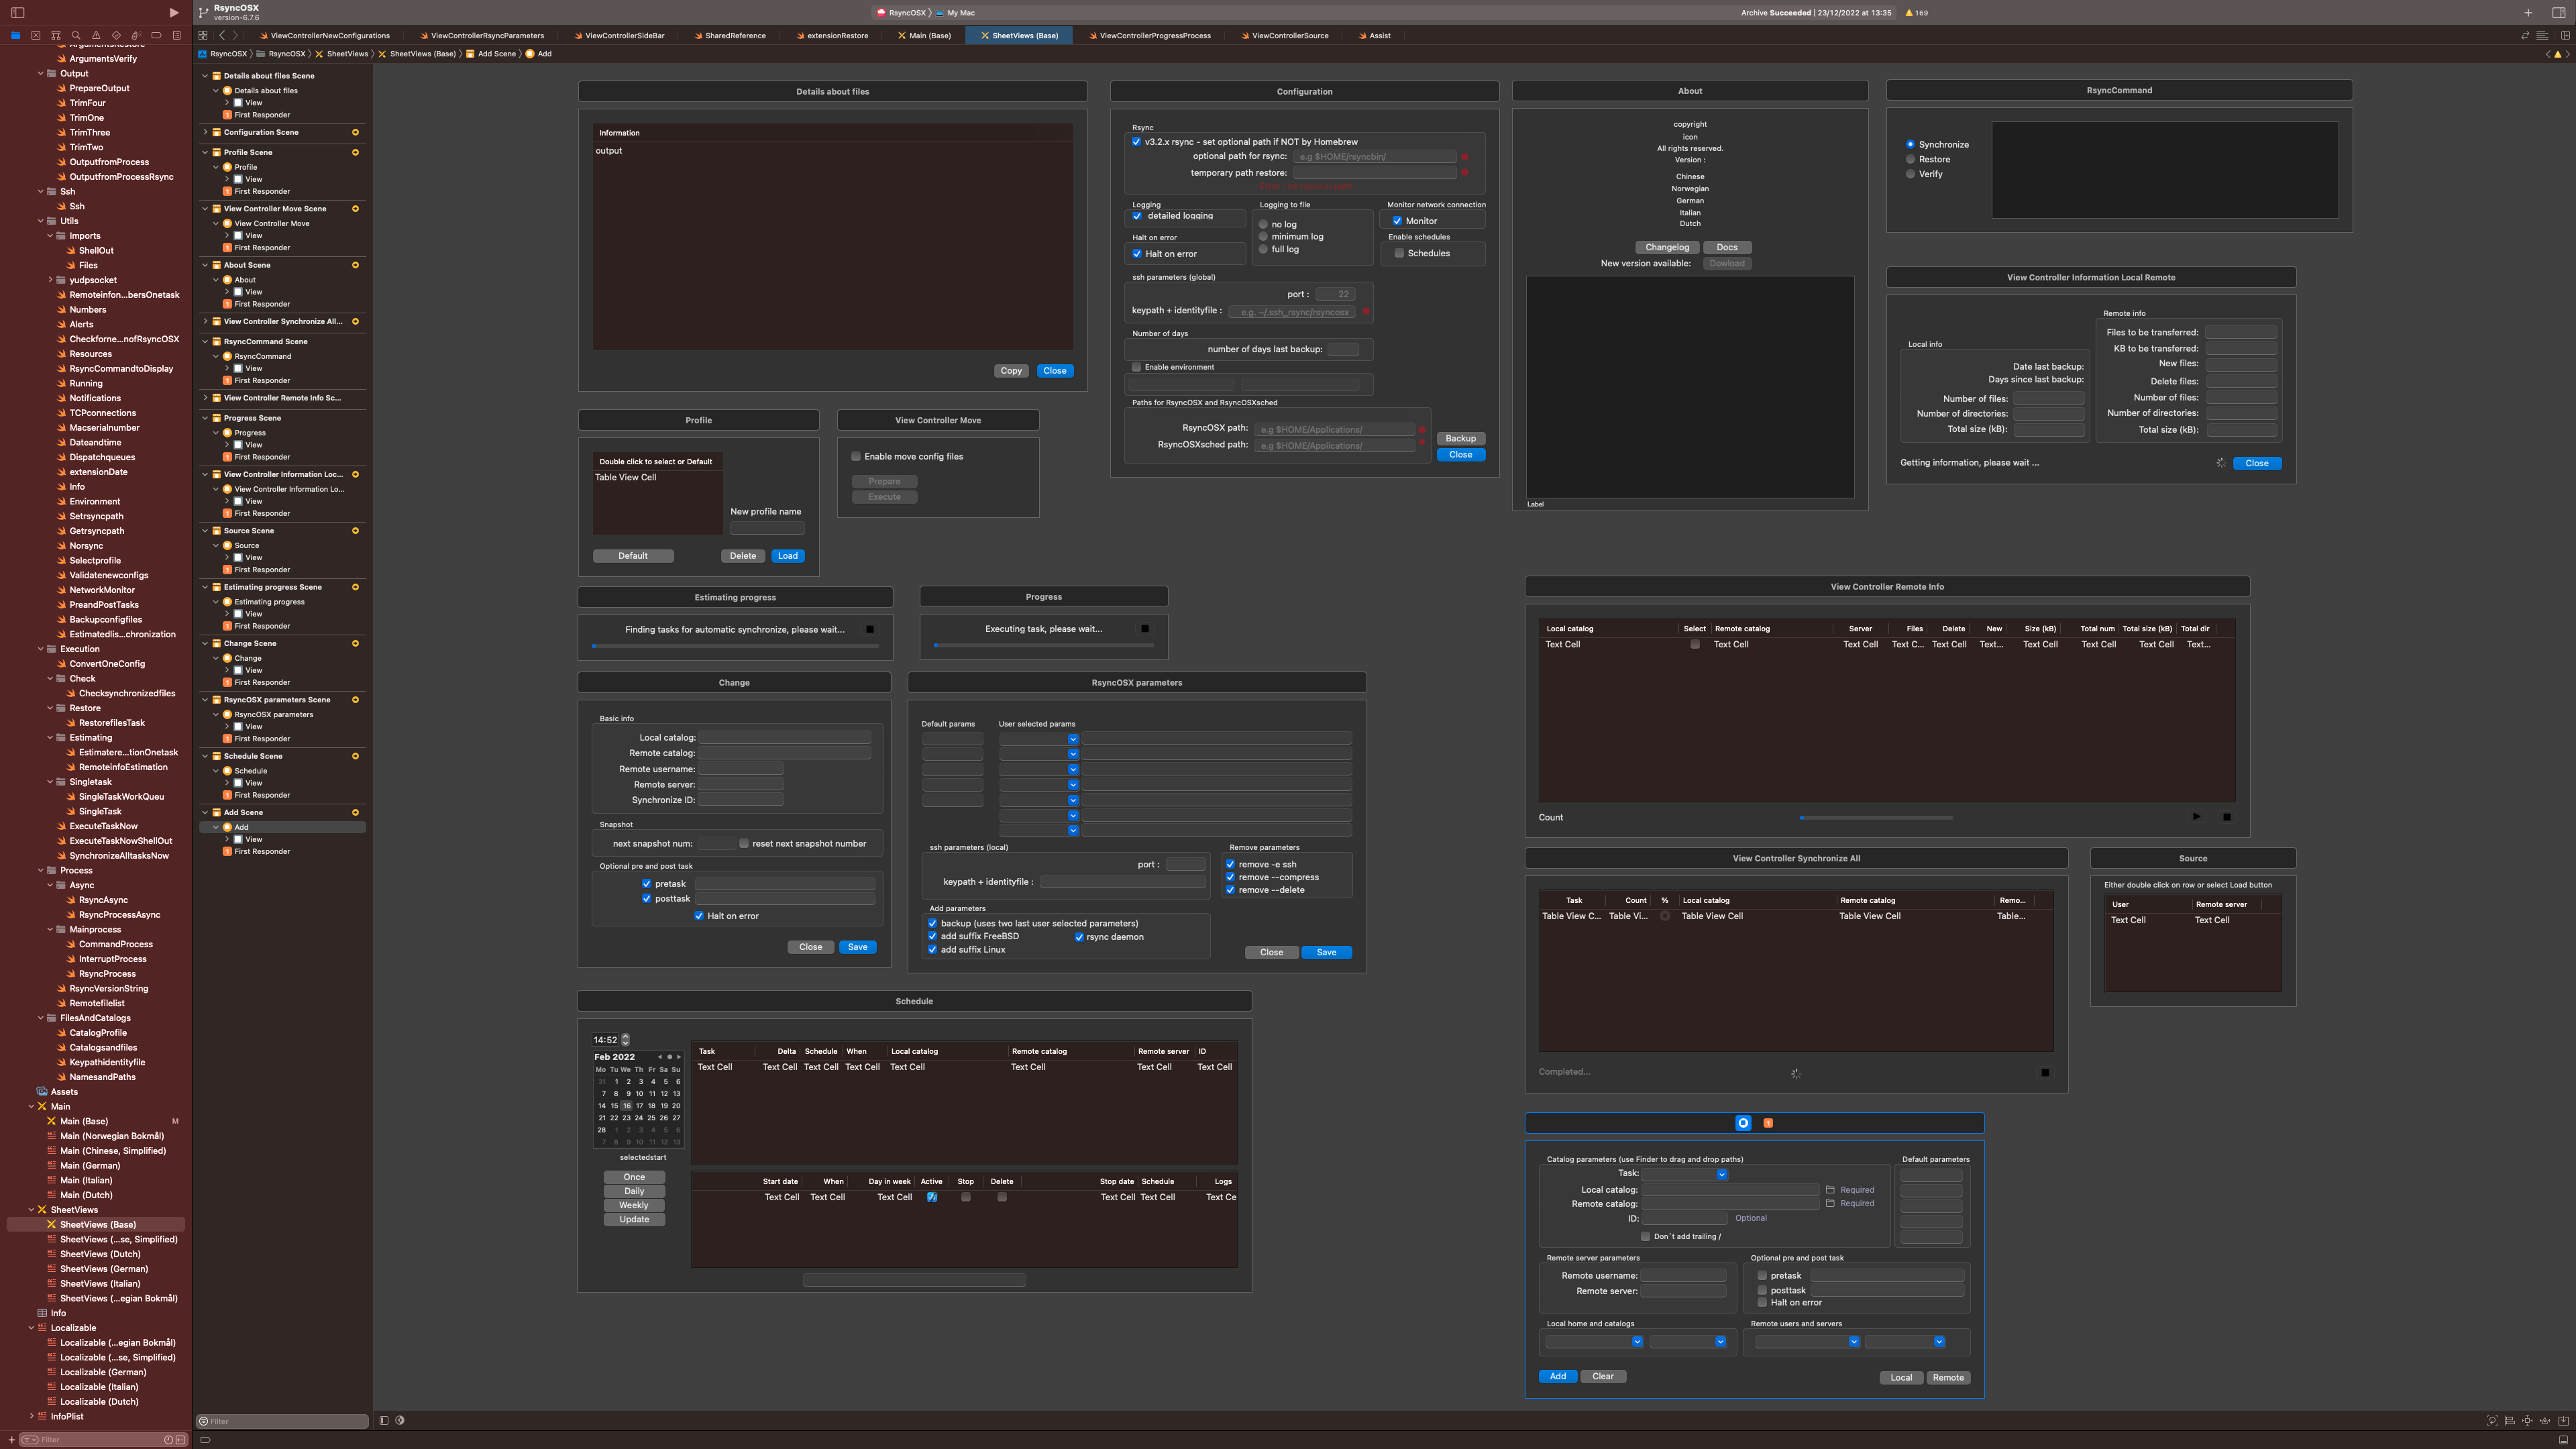 RsyncOSX
version-6.7.6
RsyncOSX
My Mac
Archive Succeeded | 23/12/2022 at 13:35
169
ViewControllerNewConfigurations
ViewControllerRsyncParameters
ViewControllerSideBar
SharedReference
extensionRestore
Main (Base)
SheetViews (Base)
ViewControllerProgressProcess
ViewControllerSource
Assist
RsyncOSX
RsyncOSX
SheetViews
SheetViews (Base)
Add Scene
Add
ArgumentsRestore
ArgumentsVerify
Output
PrepareOutput
TrimFour
TrimOne
TrimThree
TrimTwo
OutputfromProcess
OutputfromProcessRsync
Ssh
Ssh
Utils
Imports
ShellOut
Files
yudpsocket
Remoteinfon...bersOnetask
Numbers
Alerts
Checkforne...nofRsyncOSX
Resources
RsyncCommandtoDisplay
Running
Notifications
TCPconnections
Macserialnumber
Dateandtime
Dispatchqueues
extensionDate
Info
Environment
Setrsyncpath
Getrsyncpath
Norsync
Selectprofile
Validatenewconfigs
NetworkMonitor
PreandPostTasks
Backupconfigfiles
Estimatedlis...chronization
Execution
ConvertOneConfig
Check
Checksynchronizedfiles
Restore
RestorefilesTask
Estimating
Estimatere...tionOnetask
RemoteinfoEstimation
Singletask
SingleTaskWorkQueu
SingleTask
ExecuteTaskNow
ExecuteTaskNowShellOut
SynchronizeAlltasksNow
Process
Async
RsyncAsync
RsyncProcessAsync
Mainprocess
CommandProcess
InterruptProcess
RsyncProcess
RsyncVersionString
Remotefilelist
FilesAndCatalogs
CatalogProfile
Catalogsandfiles
Keypathidentityfile
NamesandPaths
Assets
Main
Main (Base) M
Main (Norwegian Bokmål)
Main (Chinese, Simplified)
Main (German)
Main (Italian)
Main (Dutch)
SheetViews
SheetViews (Base)
SheetViews (...se, Simplified)
SheetViews (Dutch)
SheetViews (German)
SheetViews (Italian)
SheetViews (...egian Bokmål)
Info
Localizable
Localizable (...egian Bokmål)
Localizable (...se, Simplified)
Localizable (German)
Localizable (Italian)
Localizable (Dutch)
InfoPlist
Filter
Details about files Scene
Details about files
View
First Responder
Configuration Scene
Profile Scene
Profile
View
First Responder
View Controller Move Scene
View Controller Move
View
First Responder
About Scene
About
View
First Responder
View Controller Synchronize All...
RsyncCommand Scene
RsyncCommand
View
First Responder
View Controller Remote Info Sc...
Progress Scene
Progress
View
First Responder
View Controller Information Loc...
View Controller Information Lo...
View
First Responder
Source Scene
Source
View
First Responder
Estimating progress Scene
Estimating progress
View
First Responder
Change Scene
Change
View
First Responder
RsyncOSX parameters Scene
RsyncOSX parameters
View
First Responder
Schedule Scene
Schedule
View
First Responder
Add Scene
Add
View
First Responder
Filter
Details about files
Information
output
Copy Close
Profile
Double click to select or Default
Table View Cell
New profile name
Default Delete Load
View Controller Move
Enable move config files
Prepare
Execute
Configuration
Rsync
v3.2.x rsync - set optional path if NOT by Homebrew
optional path for rsync: e.g $HOME/rsyncbin/
temporary path restore:
Logging Logging to file Monitor network connection
detailed logging no log Monitor
minimum log
Halt on error full log Enable schedules
Halt on error Schedules
ssh parameters (global)
port : 22
keypath + identityfile : e.g. ~/.ssh_rsync/rsyncosx
Number of days
number of days last backup:
Enable environment
Paths for RsyncOSX and RsyncOSXsched
RsyncOSX path: e.g $HOME/Applications/
RsyncOSXsched path: e.g $HOME/Applications/
Backup
Close
About
copyright
icon
All rights reserved.
Version :
Chinese
Norwegian
German
Italian
Dutch
Changelog Docs
New version available: Dowload
Label
RsyncCommand
Synchronize
Restore
Verify
View Controller Information Local Remote
Local info
Date last backup:
Days since last backup:
Number of files:
Number of directories:
Total size (kB):
Remote info
Files to be transferred:
KB to be transferred:
New files:
Delete files:
Number of files:
Number of directories:
Total size (kB):
Getting information, please wait ...
Close
Estimating progress
Finding tasks for automatic synchronize, please wait...
Progress
Executing task, please wait...
View Controller Remote Info
Local catalog Select Remote catalog Server Files Delete New Size (kB) Total num Total size (kB) Total dir
Text Cell Text Cell Text Cell Text C... Text Cell Text... Text Cell Text Cell Text Cell Text...
Count
Change
Basic info
Local catalog:
Remote catalog:
Remote username:
Remote server:
Synchronize ID:
Snapshot
next snapshot num: reset next snapshot number
Optional pre and post task
pretask
posttask
Halt on error
Close Save
RsyncOSX parameters
Default params User selected params
ssh parameters (local)
port :
keypath + identityfile :
Remove parameters
remove -e ssh
remove --compress
remove --delete
Add parameters
backup (uses two last user selected parameters)
add suffix FreeBSD rsync daemon
add suffix Linux
Close Save
View Controller Synchronize All
Task Count % Local catalog Remote catalog Remo...
Table View C... Table Vi... Table View Cell Table View Cell Table...
Completed...
Source
Either double click on row or select Load button
User Remote server
Text Cell Text Cell
Schedule
14:52
Feb 2022
Mo Tu We Th Fr Sa Su
31 1 2 3 4 5 6
7 8 9 10 11 12 13
14 15 16 17 18 19 20
21 22 23 24 25 26 27
28 1 2 3 4 5 6
7 8 9 10 11 12 13
selectedstart
Once
Daily
Weekly
Update
Task Delta Schedule When Local catalog Remote catalog Remote server ID
Text Cell Text Cell Text Cell Text Cell Text Cell Text Cell Text Cell Text Cell
Start date When Day in week Active Stop Delete Stop date Schedule Logs
Text Cell Text Cell Text Cell Text Cell Text Cell Text Ce
Catalog parameters (use Finder to drag and drop paths) Default parameters
Task:
Local catalog: Required
Remote catalog: Required
ID: Optional
Don´t add trailing /
Remote server parameters
Remote username:
Remote server:
Optional pre and post task
pretask
posttask
Halt on error
Local home and catalogs Remote users and servers
Add Clear Local Remote